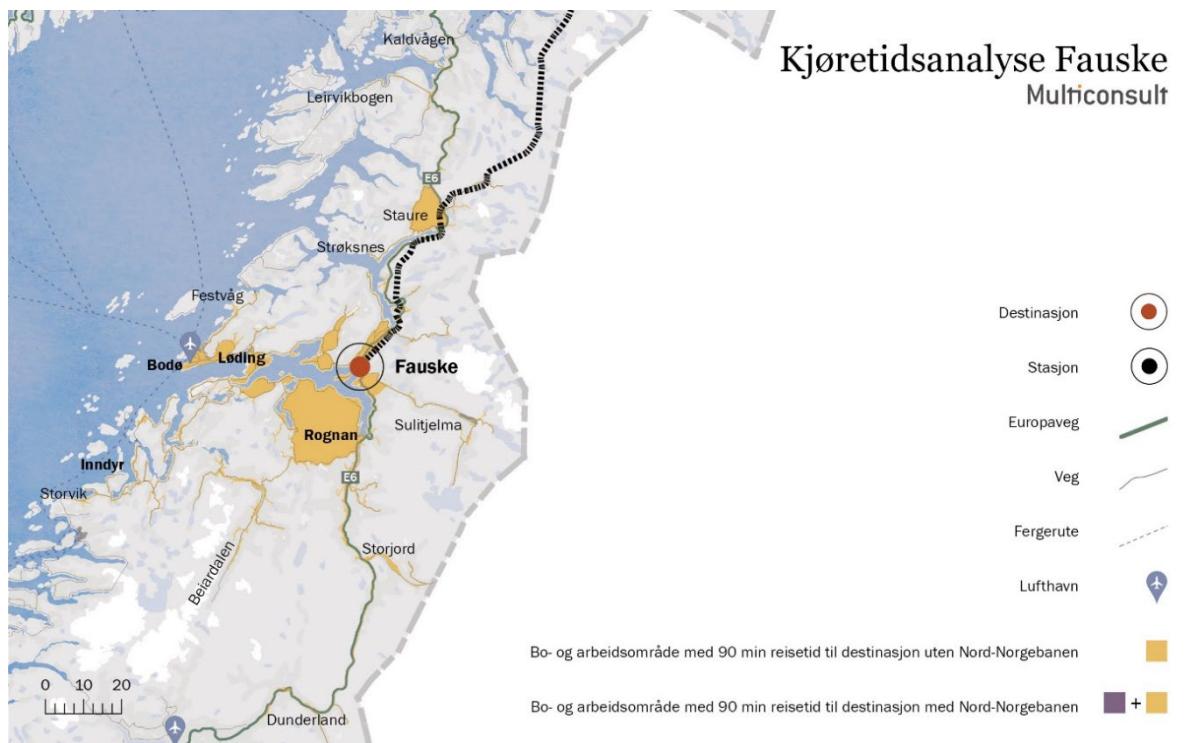 Kjøretidsanalyse Fauske
Multiconsult
Kaldvågen
Leirvikbogen
E6
Staure
Strøksnes
Festvåg
Bodø
Løding
Fauske
Sulitjelma
Rognan
Inndyr
E6
Storvik
Storjord
Beiardalen
0 10 20
Dunderland
Destinasjon
Stasjon
Europaveg
Veg
Fergerute
Lufthavn
Bo- og arbeidsområde med 90 min reisetid til destinasjon uten Nord-Norgebanen
Bo- og arbeidsområde med 90 min reisetid til destinasjon med Nord-Norgebanen +